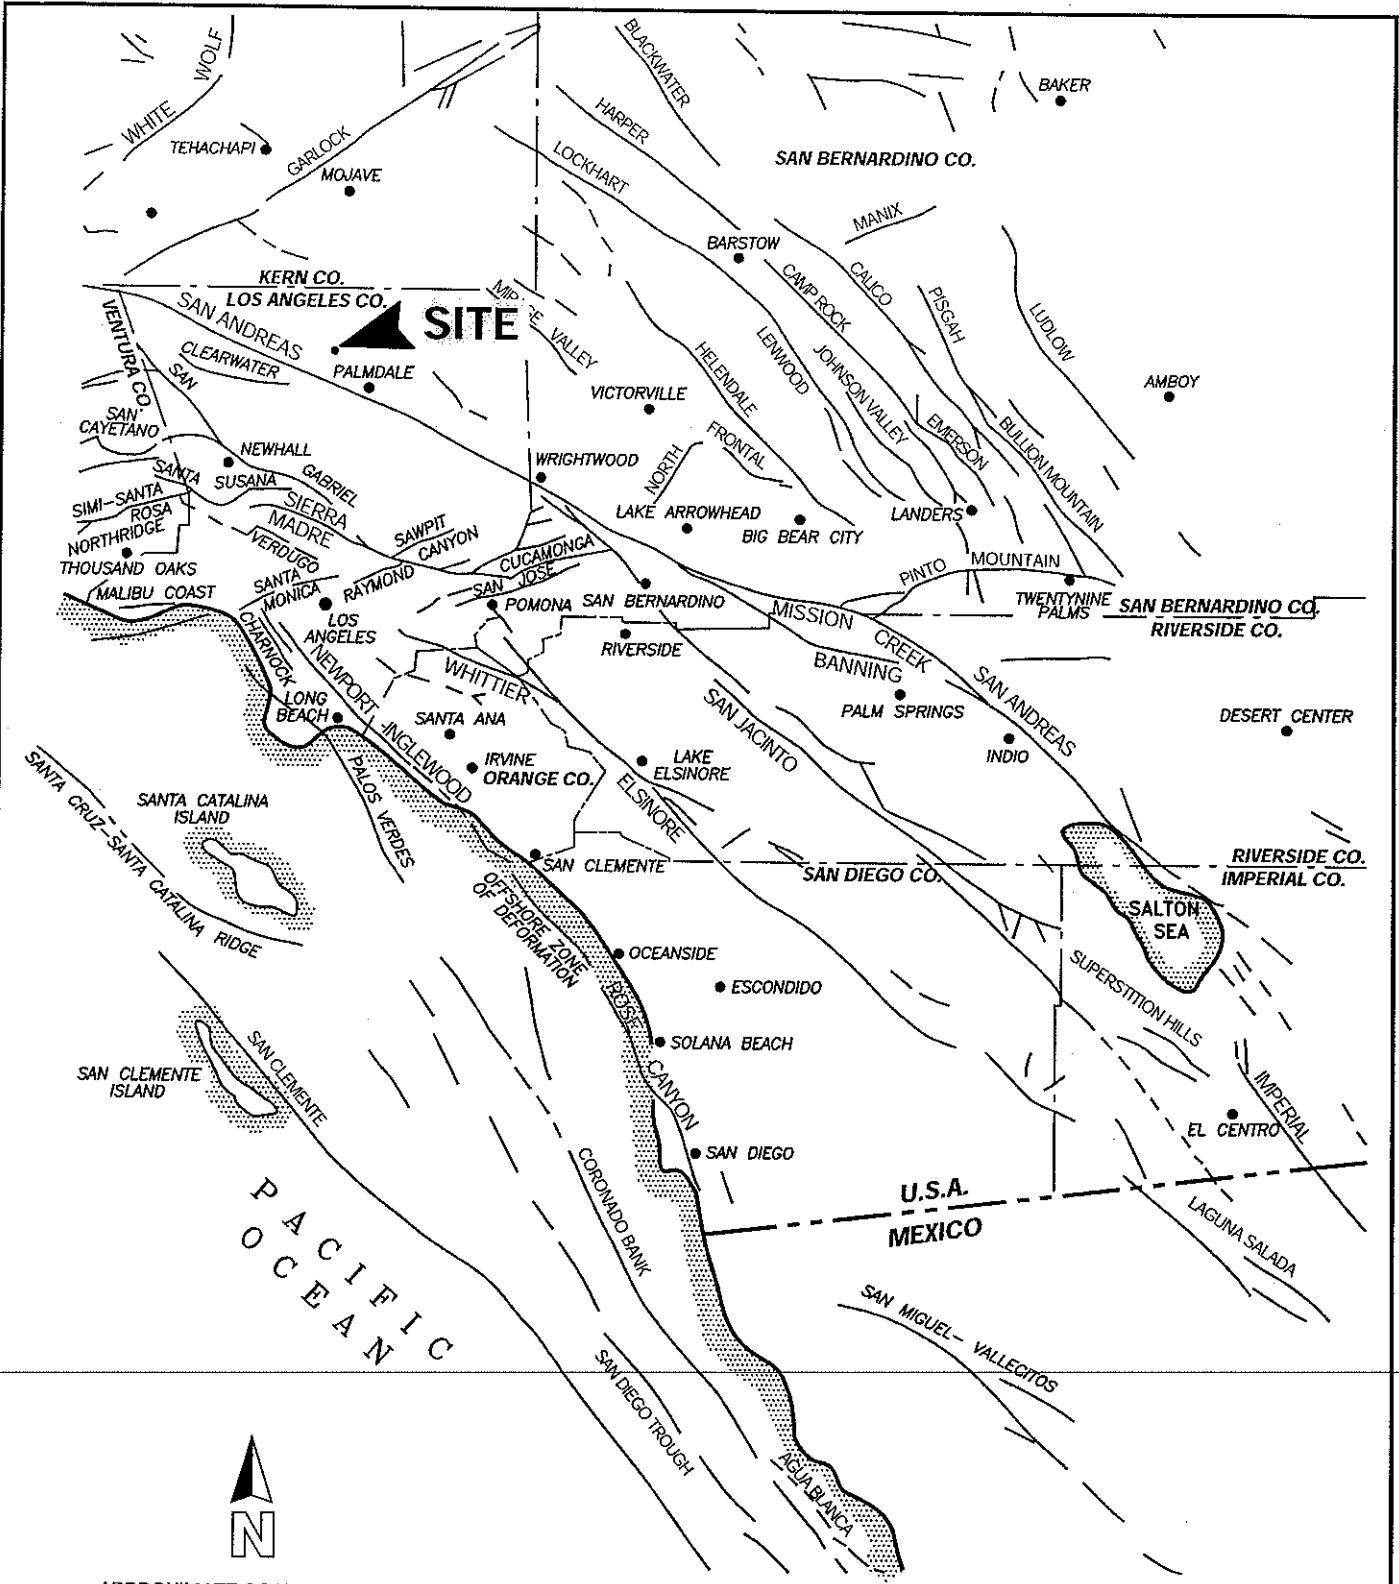 WHITE WOLF
BLACKWATER
BAKER
HARPER
TEHACHAPI
GARLOCK
LOCKHART
SAN BERNARDINO CO.
MOJAVE
MANIX
BARSTOW
KERN CO.
LOS ANGELES CO.
CAMP ROCK
CALICO
PISGAH
LUDLOW
VENTURA CO.
SAN ANDREAS
SITE
VALLEY
CLEARWATER
SAN
PALMDALE
HELENDALE
LENWOOD
JOHNSON VALLEY
VICTORVILLE
AMBOY
SAN
CAYETANO
NEWHALL
GABRIEL
WRIGHTWOOD
NORTH
FRONTAL
EMERSON
BULLION MOUNTAIN
SANTA
SUSANA
SIMI-SANTA
ROSA
SIERRA
MADRE
LAKE ARROWHEAD
BIG BEAR CITY
LANDERS
NORTHRIDGE
VERDUGO
SAWPIT
CANYON
CUCAMONGA
THOUSAND OAKS
SANTA
MONICA
RAYMOND
SAN JOSE
PINTO MOUNTAIN
MALIBU COAST
POMONA
SAN BERNARDINO
TWENTYNINE
PALMS
SAN BERNARDINO CO.
RIVERSIDE CO.
LOS
ANGELES
MISSION CREEK
RIVERSIDE
CHARNOCK
NEWPORT
-INGLEWOOD
WHITTIER
BANNING
SAN ANDREAS
LONG
BEACH
SANTA ANA
SAN JACINTO
PALM SPRINGS
DESERT CENTER
INDIO
IRVINE
ORANGE CO.
LAKE
ELSINORE
ELSINORE
PALOS VERDES
SANTA CRUZ-SANTA CATALINA RIDGE
SANTA CATALINA
ISLAND
SAN CLEMENTE
SAN DIEGO CO.
RIVERSIDE CO.
IMPERIAL CO.
OFFSHORE ZONE
OF DEFORMATION
SALTON
SEA
OCEANSIDE
ESCONDIDO
ROSE CANYON
SUPERSTITION HILLS
SOLANA BEACH
SAN CLEMENTE
SAN CLEMENTE
ISLAND
IMPERIAL
EL CENTRO
SAN DIEGO
CORONADO BANK
U.S.A.
MEXICO
LAGUNA SALADA
PACIFIC
OCEAN
SAN MIGUEL- VALLECITOS
SAN DIEGO TROUGH
AGUA BLANCA
N